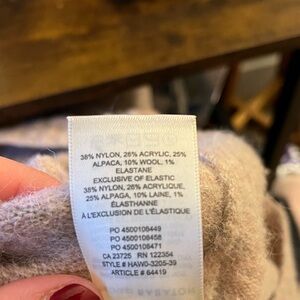 38% NYLON, 26% ACRYLIC, 25%
ALPACA, 10% WOOL, 1%
ELASTANE
EXCLUSIVE OF ELASTIC
38% NYLON, 26% ACRYLIQUE,
25% ALPAGA, 10% LAINE, 1%
ÉLASTHANNE
À L'EXCLUSION DE L'ÉLASTIQUE
PO 4500108449
PO 4500108458
PO 4500108471
CA 23725 RN 122354
STYLE # HAW0-3205-39
ARTICLE # 64419